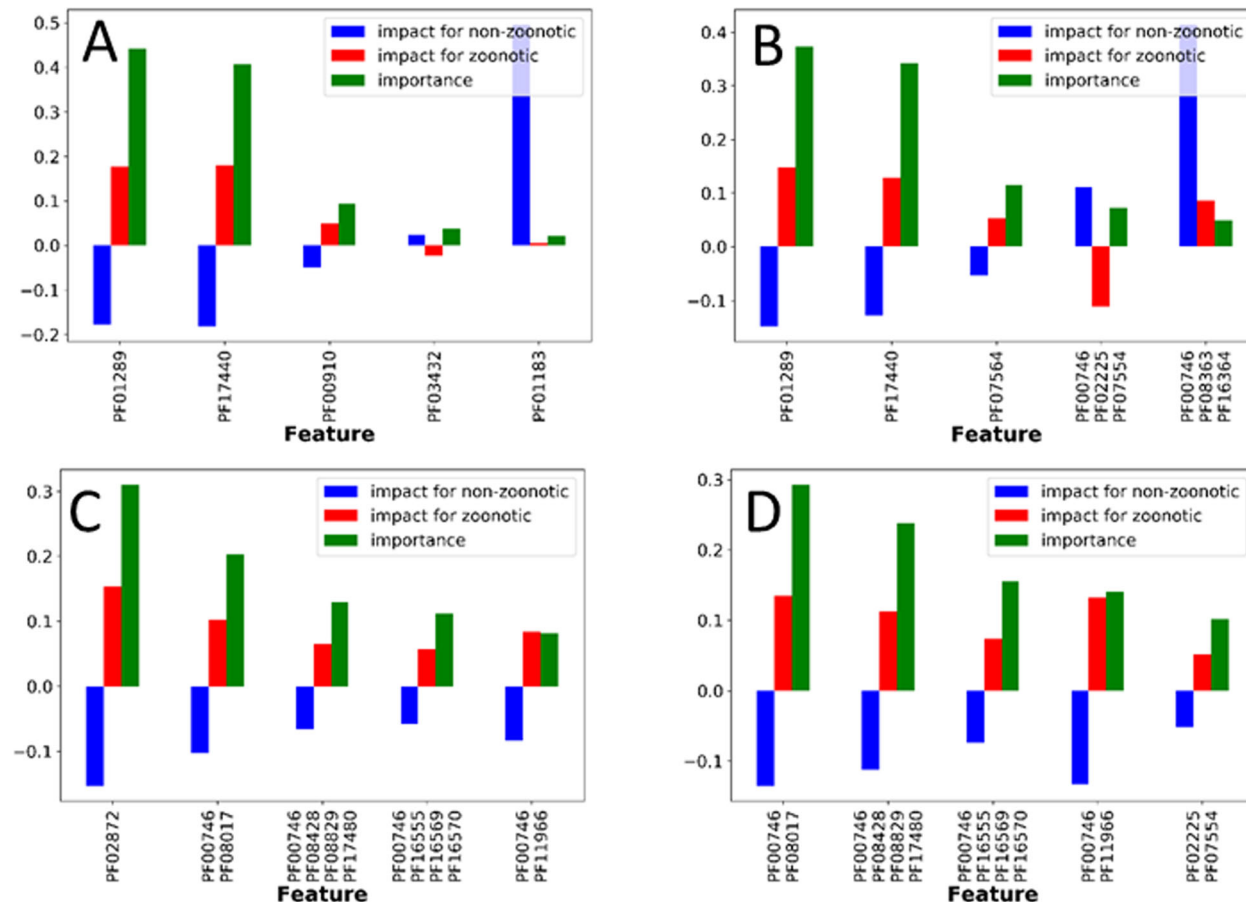 A
impact for non-zoonotic
impact for zoonotic
importance
0.5
0.4
0.3
0.2
0.1
0.0
−0.1
−0.2
PF01289
PF17440
PF00910
PF03432
PF01183
Feature
B
impact for non-zoonotic
impact for zoonotic
importance
0.4
0.3
0.2
0.1
0.0
−0.1
PF01289
PF17440
PF07564
PF00746
PF02225
PF07554
PF00746
PF08363
PF16364
Feature
C
impact for non-zoonotic
impact for zoonotic
importance
0.3
0.2
0.1
0.0
−0.1
PF02872
PF00746
PF08017
PF00746
PF08428
PF08829
PF17480
PF00746
PF16555
PF16569
PF16570
PF00746
PF11966
Feature
D
impact for non-zoonotic
impact for zoonotic
importance
0.3
0.2
0.1
0.0
−0.1
PF00746
PF08017
PF00746
PF08428
PF08829
PF17480
PF00746
PF16555
PF16569
PF16570
PF00746
PF11966
PF02225
PF07554
Feature